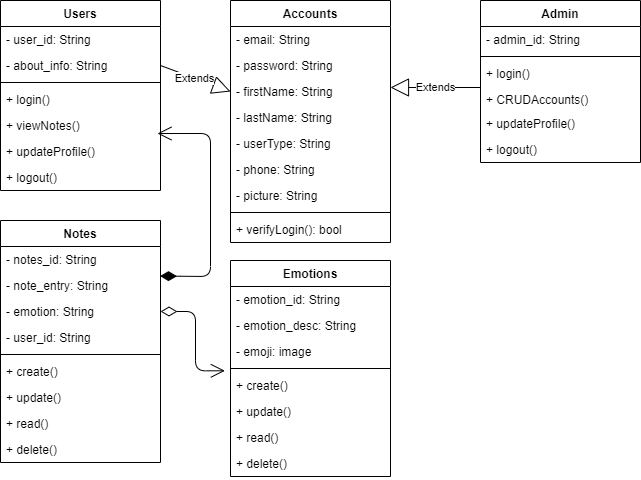 Users
- user_id: String
- about_info: String
+ login()
+ viewNotes()
+ updateProfile()
+ logout()
Extends
Accounts
- email: String
- password: String
- firstName: String
- lastName: String
- userType: String
- phone: String
- picture: String
+ verifyLogin(): bool
Extends
Admin
- admin_id: String
+ login()
+ CRUDAccounts()
+ updateProfile()
+ logout()
Notes
- notes_id: String
- note_entry: String
- emotion: String
- user_id: String
+ create()
+ update()
+ read()
+ delete()
Emotions
- emotion_id: String
- emotion_desc: String
- emoji: image
+ create()
+ update()
+ read()
+ delete()